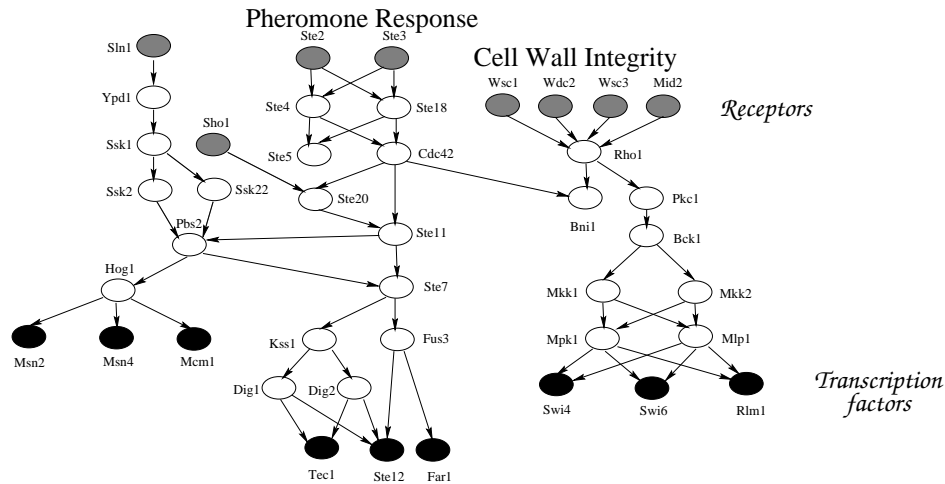 Pheromone Response
Sln1
Ste2
Ste3
Cell Wall Integrity
Wsc1
Wdc2
Wsc3
Mid2
Ypd1
Ste4
Ste18
Receptors
Sho1
Ssk1
Ste5
Cdc42
Rho1
Ssk2
Ssk22
Ste20
Pkc1
Pbs2
Bni1
Ste11
Bck1
Hog1
Ste7
Mkk1
Mkk2
Msn2
Msn4
Mcm1
Kss1
Fus3
Mpk1
Mlp1
Dig1
Dig2
Swi4
Swi6
Rlm1
Transcription
factors
Tec1
Ste12
Far1